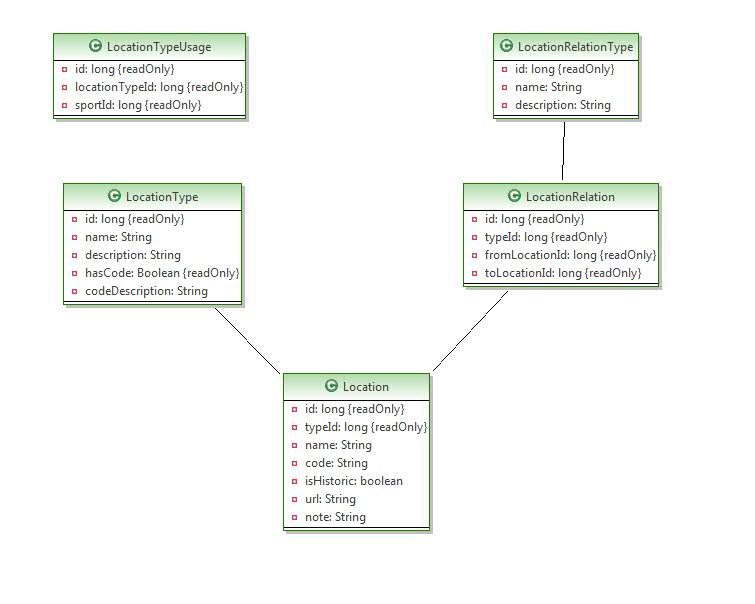 LocationTypeUsage
id: long {readOnly}
locationTypeId: long {readOnly}
sportId: long {readOnly}
LocationRelationType
id: long {readOnly}
name: String
description: String
LocationType
id: long {readOnly}
name: String
description: String
hasCode: Boolean {readOnly}
codeDescription: String
LocationRelation
id: long {readOnly}
typeId: long {readOnly}
fromLocationId: long {readOnly}
toLocationId: long {readOnly}
Location
id: long {readOnly}
typeId: long {readOnly}
name: String
code: String
isHistoric: boolean
url: String
note: String